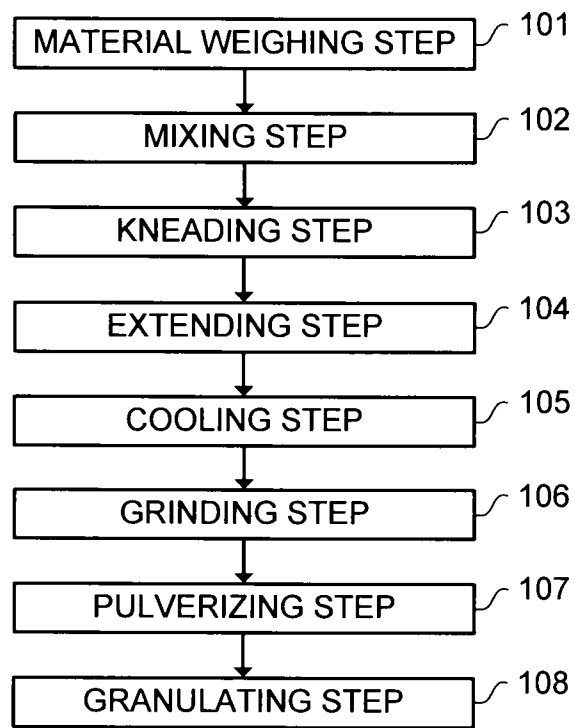 MATERIAL WEIGHING STEP 101
MIXING STEP 102
KNEADING STEP 103
EXTENDING STEP 104
COOLING STEP 105
GRINDING STEP 106
PULVERIZING STEP 107
GRANULATING STEP 108